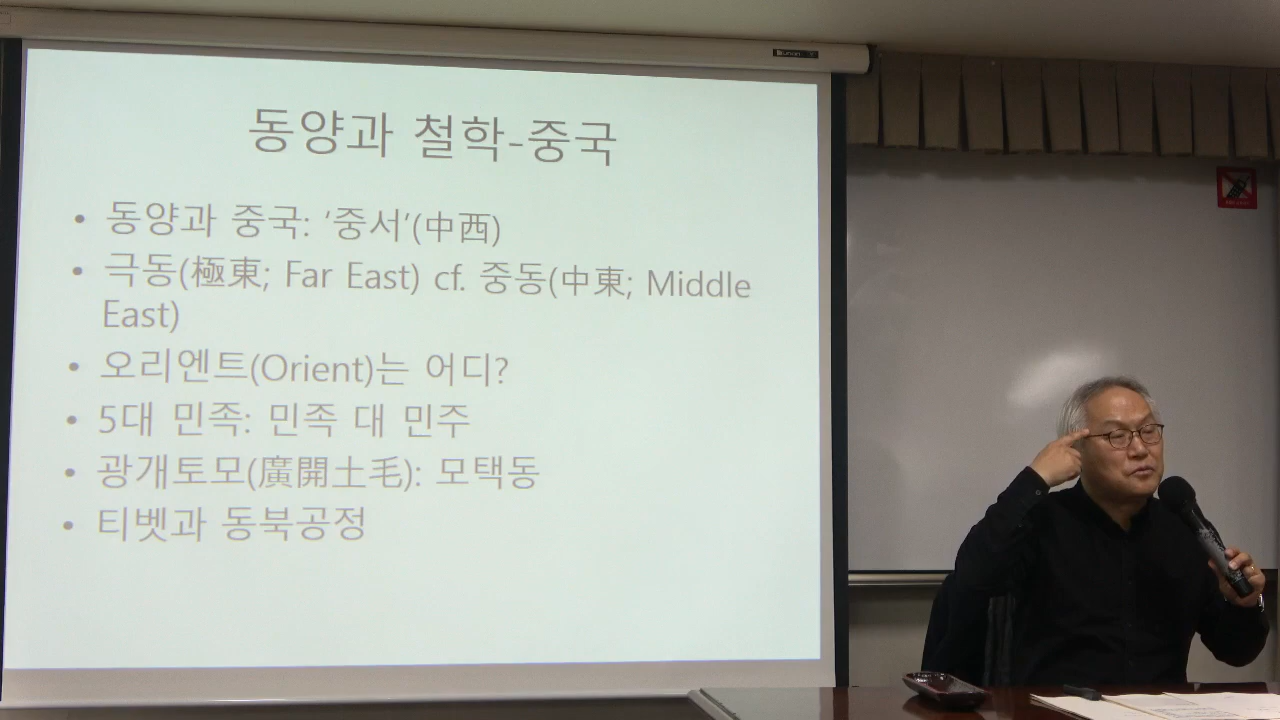 동양과 철학-중국
• 동양과 중국: '중서'(中西)
• 극동(極東; Far East) cf. 중동(中東; Middle
East)
• 오리엔트(Orient)는 어디?
• 5대 민족: 민족 대 민주
• 광개토모(廣開土毛): 모택동
• 티벳과 동북공정